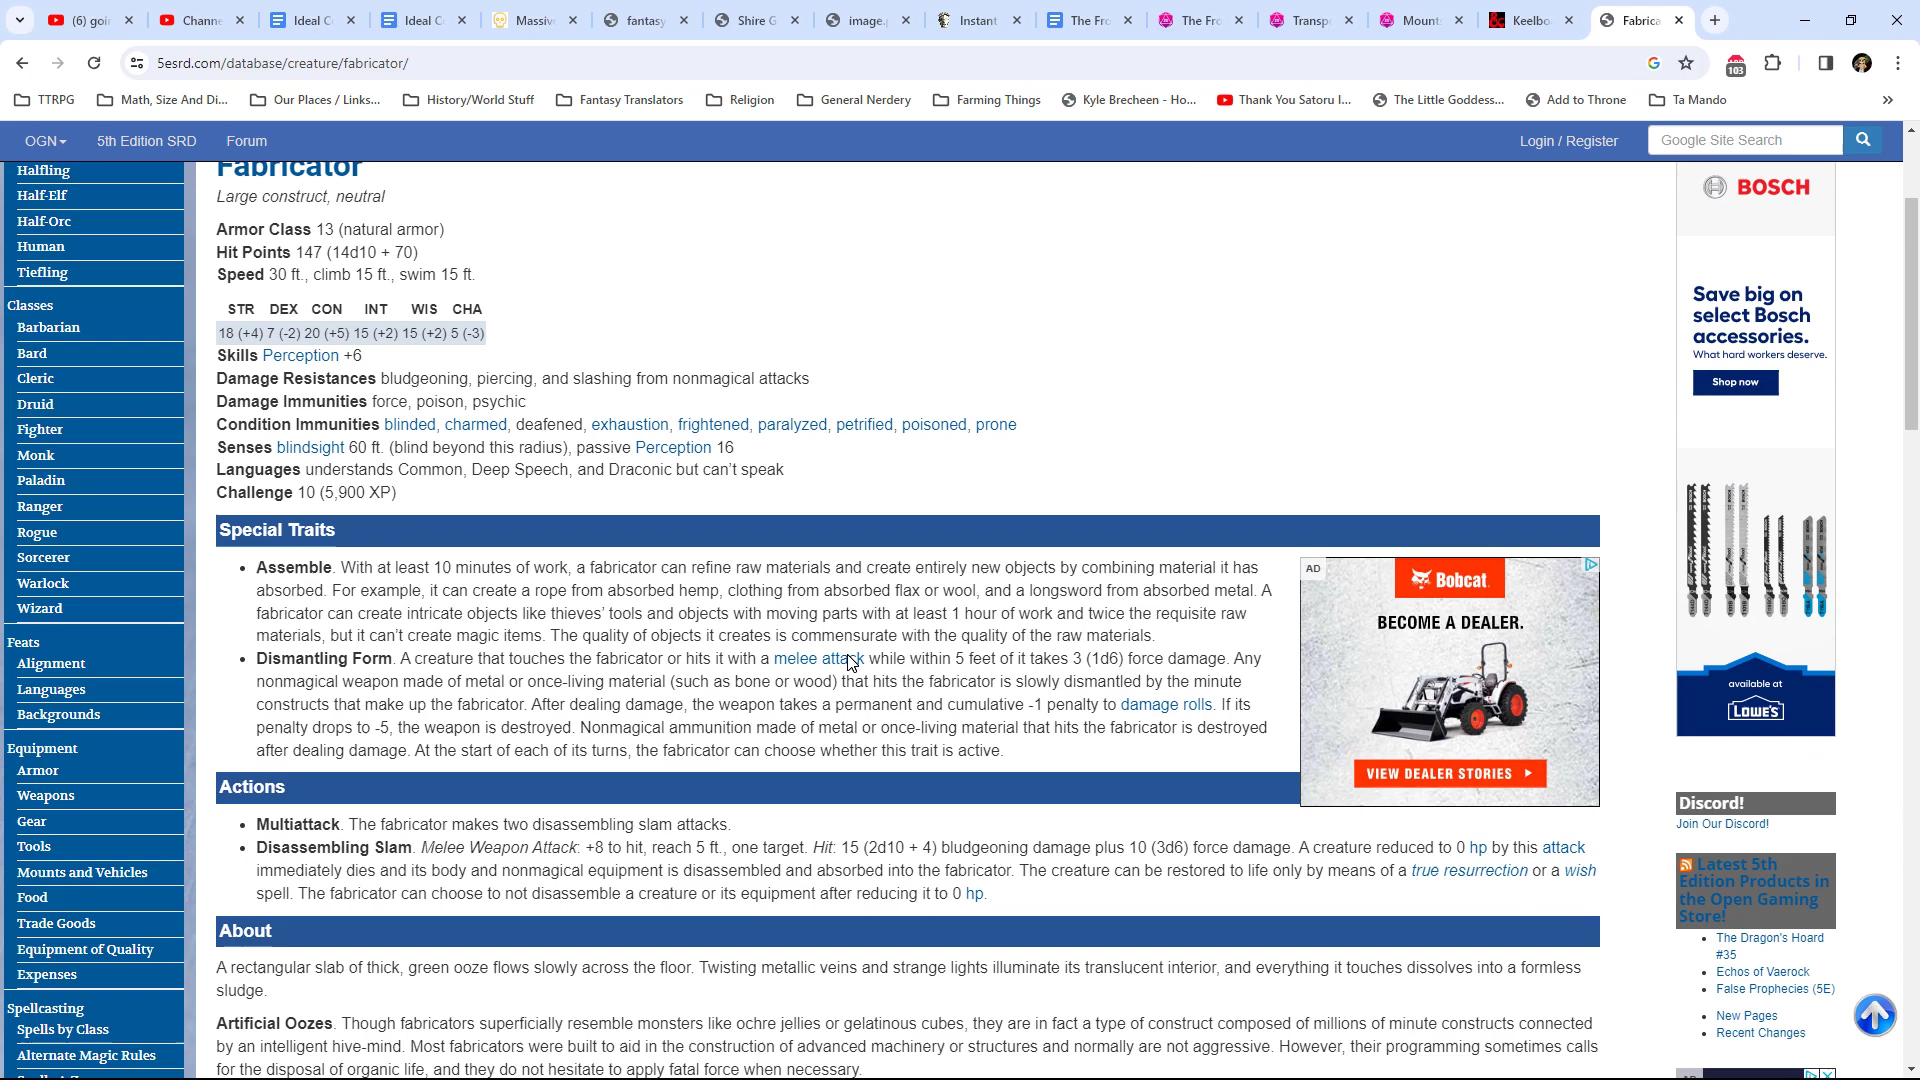 (6) goi
Channe
Ideal C
Ideal C
Massiv
fantasy
Shire G
image.p
Instant
The Fro
The Fro
Transp
Mount
Keelbo
Fabrica
5esrd.com/database/creature/fabricator/
103
TTRPG
Math, Size And Di...
Our Places / Links...
History/World Stuff
Fantasy Translators
Religion
General Nerdery
Farming Things
Kyle Brecheen - Ho...
Thank You Satoru I...
The Little Goddess...
Add to Throne
Ta Mando
»
OGN
5th Edition SRD
Forum
Login / Register
Google Site Search
Halfling
Half-Elf
Half-Orc
Human
Tiefling
Classes
Barbarian
Bard
Cleric
Druid
Fighter
Monk
Paladin
Ranger
Rogue
Sorcerer
Warlock
Wizard
Feats
Alignment
Languages
Backgrounds
Equipment
Armor
Weapons
Gear
Tools
Mounts and Vehicles
Food
Trade Goods
Equipment of Quality
Expenses
Spellcasting
Spells by Class
Alternate Magic Rules
Fabricator
Large construct, neutral
Armor Class 13 (natural armor)
Hit Points 147 (14d10 + 70)
Speed 30 ft., climb 15 ft., swim 15 ft.
STR DEX CON INT WIS CHA
18 (+4) 7 (-2) 20 (+5) 15 (+2) 15 (+2) 5 (-3)
Skills Perception +6
Damage Resistances bludgeoning, piercing, and slashing from nonmagical attacks
Damage Immunities force, poison, psychic
Condition Immunities blinded, charmed, deafened, exhaustion, frightened, paralyzed, petrified, poisoned, prone
Senses blindsight 60 ft. (blind beyond this radius), passive Perception 16
Languages understands Common, Deep Speech, and Draconic but can't speak
Challenge 10 (5,900 XP)
Special Traits
• Assemble. With at least 10 minutes of work, a fabricator can refine raw materials and create entirely new objects by combining material it has
absorbed. For example, it can create a rope from absorbed hemp, clothing from absorbed flax or wool, and a longsword from absorbed metal. A
fabricator can create intricate objects like thieves' tools and objects with moving parts with at least 1 hour of work and twice the requisite raw
materials, but it can't create magic items. The quality of objects it creates is commensurate with the quality of the raw materials.
• Dismantling Form. A creature that touches the fabricator or hits it with a melee attack while within 5 feet of it takes 3 (1d6) force damage. Any
nonmagical weapon made of metal or once-living material (such as bone or wood) that hits the fabricator is slowly dismantled by the minute
constructs that make up the fabricator. After dealing damage, the weapon takes a permanent and cumulative -1 penalty to damage rolls. If its
penalty drops to -5, the weapon is destroyed. Nonmagical ammunition made of metal or once-living material that hits the fabricator is destroyed
after dealing damage. At the start of each of its turns, the fabricator can choose whether this trait is active.
AD
Bobcat.
BECOME A DEALER.
VIEW DEALER STORIES
Actions
• Multiattack. The fabricator makes two disassembling slam attacks.
• Disassembling Slam. Melee Weapon Attack: +8 to hit, reach 5 ft., one target. Hit: 15 (2d10 + 4) bludgeoning damage plus 10 (3d6) force damage. A creature reduced to 0 hp by this attack
immediately dies and its body and nonmagical equipment is disassembled and absorbed into the fabricator. The creature can be restored to life only by means of a true resurrection or a wish
spell. The fabricator can choose to not disassemble a creature or its equipment after reducing it to 0 hp.
About
A rectangular slab of thick, green ooze flows slowly across the floor. Twisting metallic veins and strange lights illuminate its translucent interior, and everything it touches dissolves into a formless
sludge.
Artificial Oozes. Though fabricators superficially resemble monsters like ochre jellies or gelatinous cubes, they are in fact a type of construct composed of millions of minute constructs connected
by an intelligent hive-mind. Most fabricators were built to aid in the construction of advanced machinery or structures and normally are not aggressive. However, their programming sometimes calls
for the disposal of organic life, and they do not hesitate to apply fatal force when necessary.
BOSCH
Save big on
select Bosch
accessories.
What hard workers deserve.
Shop now
available at
LOWE'S
Discord!
Join Our Discord!
Latest 5th
Edition Products in
the Open Gaming
Store!
• The Dragon's Hoard
#35
• Echos of Vaerock
• False Prophecies (5E)
• New Pages
• Recent Changes